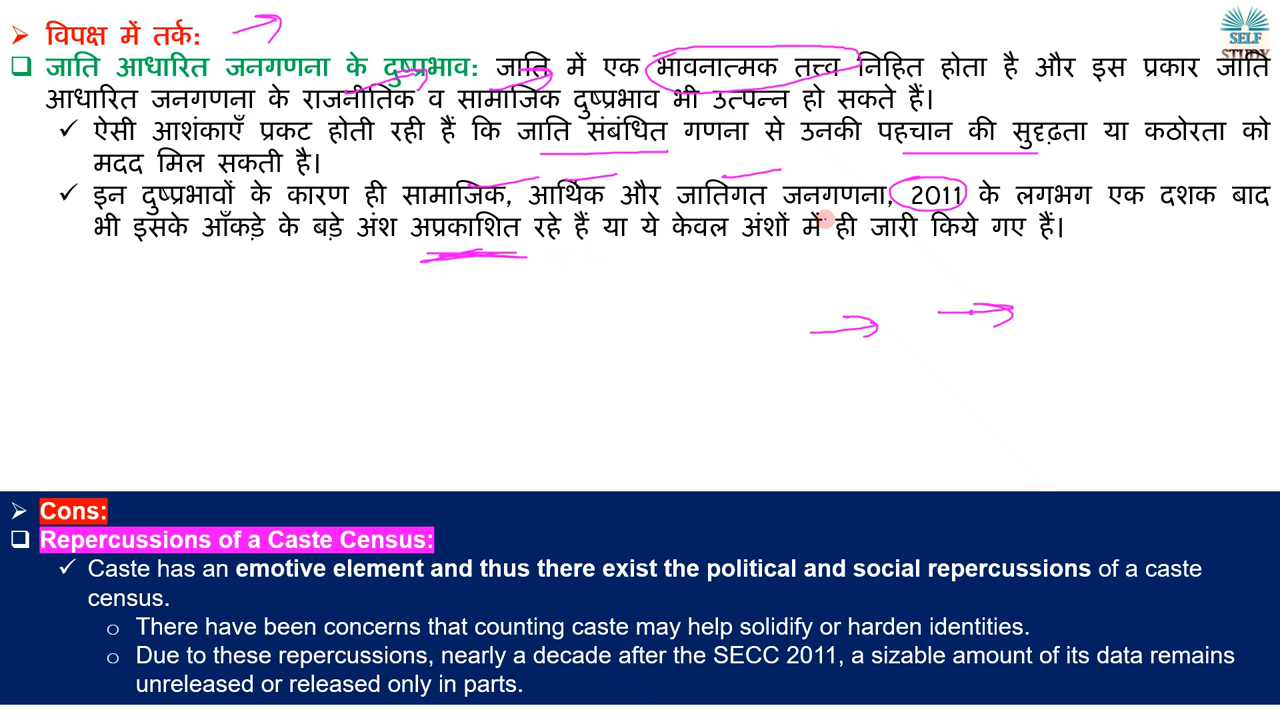 ➤ विपक्ष में तर्क:
SELF
STUDY
❑ जाति आधारित जनगणना के दुष्प्रभाव: जाति में एक भावनात्मक तत्त्व निहित होता है और इस प्रकार जाति
आधारित जनगणना के राजनीतिक व सामाजिक दुष्प्रभाव भी उत्पन्न हो सकते हैं।
✓ ऐसी आशंकाएँ प्रकट होती रही हैं कि जाति संबंधित गणना से उनकी पहचान की सुदृढ़ता या कठोरता को
मदद मिल सकती है।
✓ इन दुष्प्रभावों के कारण ही सामाजिक, आर्थिक और जातिगत जनगणना, 2011 के लगभग एक दशक बाद
भी इसके आँकड़े के बड़े अंश अप्रकाशित रहे हैं या ये केवल अंशों में ही जारी किये गए हैं।
➤ Cons:
❑ Repercussions of a Caste Census:
✓ Caste has an emotive element and thus there exist the political and social repercussions of a caste
census.
o There have been concerns that counting caste may help solidify or harden identities.
o Due to these repercussions, nearly a decade after the SECC 2011, a sizable amount of its data remains
unreleased or released only in parts.